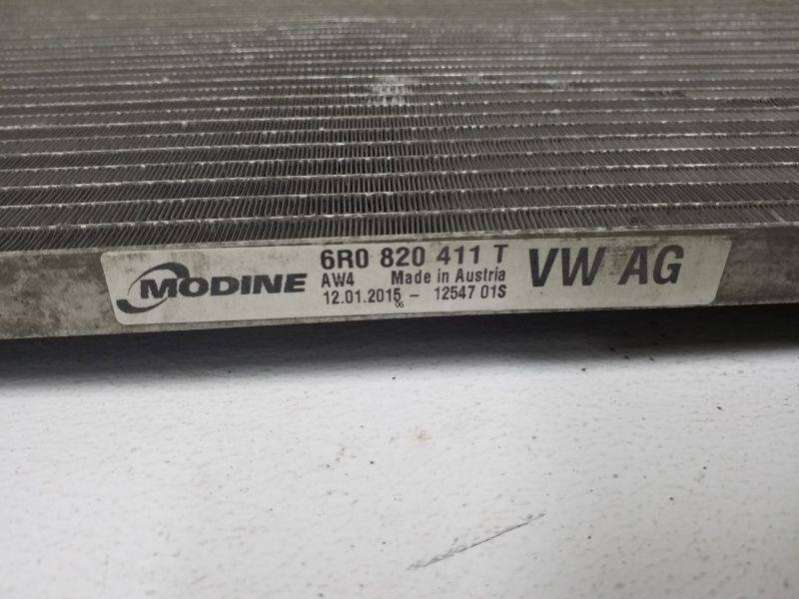 MODINE
6R0 820 411 T
AW4 Made in Austria
12.01.2015 - 12547 01S
VW AG